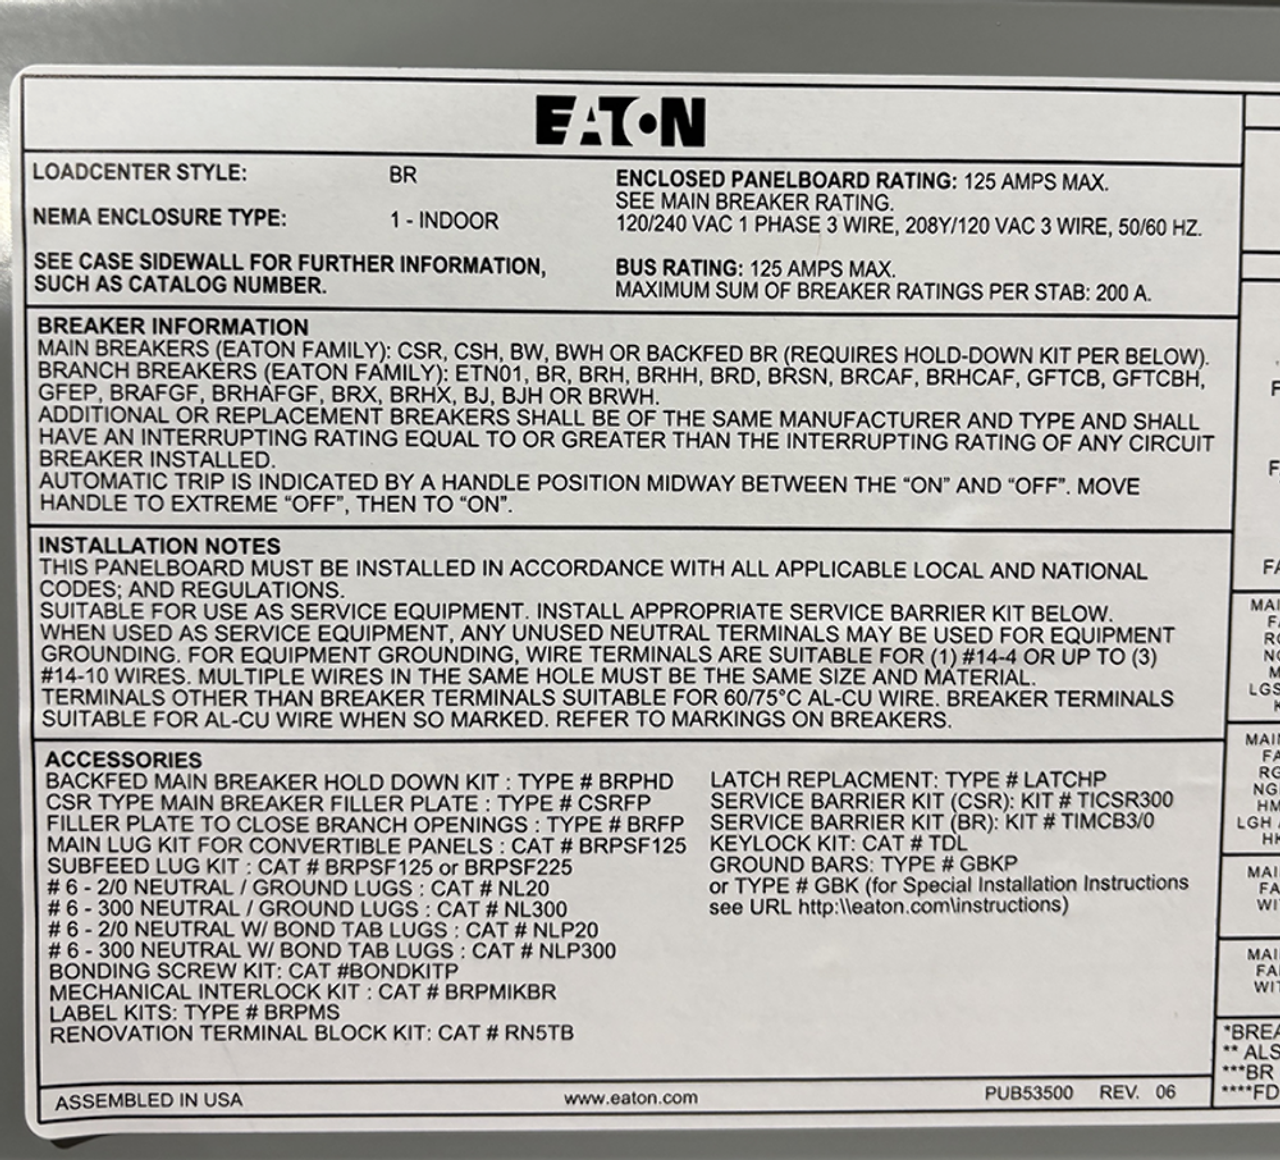 EATON
LOADCENTER STYLE: BR
NEMA ENCLOSURE TYPE: 1 - INDOOR
SEE CASE SIDEWALL FOR FURTHER INFORMATION,
SUCH AS CATALOG NUMBER.
ENCLOSED PANELBOARD RATING: 125 AMPS MAX.
SEE MAIN BREAKER RATING.
120/240 VAC 1 PHASE 3 WIRE, 208Y/120 VAC 3 WIRE, 50/60 HZ.
BUS RATING: 125 AMPS MAX.
MAXIMUM SUM OF BREAKER RATINGS PER STAB: 200 A.
BREAKER INFORMATION
MAIN BREAKERS (EATON FAMILY): CSR, CSH, BW, BWH OR BACKFED BR (REQUIRES HOLD-DOWN KIT PER BELOW).
BRANCH BREAKERS (EATON FAMILY): ETN01, BR, BRH, BRHH, BRD, BRSN, BRCAF, BRHCAF, GFTCB, GFTCBH,
GFEP, BRAFGF, BRHAFGF, BRX, BRHX, BJ, BJH OR BRWH.
ADDITIONAL OR REPLACEMENT BREAKERS SHALL BE OF THE SAME MANUFACTURER AND TYPE AND SHALL
HAVE AN INTERRUPTING RATING EQUAL TO OR GREATER THAN THE INTERRUPTING RATING OF ANY CIRCUIT
BREAKER INSTALLED.
AUTOMATIC TRIP IS INDICATED BY A HANDLE POSITION MIDWAY BETWEEN THE “ON” AND “OFF”. MOVE
HANDLE TO EXTREME “OFF”, THEN TO “ON”.
INSTALLATION NOTES
THIS PANELBOARD MUST BE INSTALLED IN ACCORDANCE WITH ALL APPLICABLE LOCAL AND NATIONAL
CODES; AND REGULATIONS.
SUITABLE FOR USE AS SERVICE EQUIPMENT. INSTALL APPROPRIATE SERVICE BARRIER KIT BELOW.
WHEN USED AS SERVICE EQUIPMENT, ANY UNUSED NEUTRAL TERMINALS MAY BE USED FOR EQUIPMENT
GROUNDING. FOR EQUIPMENT GROUNDING, WIRE TERMINALS ARE SUITABLE FOR (1) #14-4 OR UP TO (3)
#14-10 WIRES. MULTIPLE WIRES IN THE SAME HOLE MUST BE THE SAME SIZE AND MATERIAL.
TERMINALS OTHER THAN BREAKER TERMINALS SUITABLE FOR 60/75°C AL-CU WIRE. BREAKER TERMINALS
SUITABLE FOR AL-CU WIRE WHEN SO MARKED. REFER TO MARKINGS ON BREAKERS.
ACCESSORIES
BACKFED MAIN BREAKER HOLD DOWN KIT : TYPE # BRPHD
CSR TYPE MAIN BREAKER FILLER PLATE : TYPE # CSRFP
FILLER PLATE TO CLOSE BRANCH OPENINGS : TYPE # BRFP
MAIN LUG KIT FOR CONVERTIBLE PANELS : CAT # BRPSF125
SUBFEED LUG KIT : CAT # BRPSF125 or BRPSF225
# 6 - 2/0 NEUTRAL / GROUND LUGS : CAT # NL20
# 6 - 300 NEUTRAL / GROUND LUGS : CAT # NL300
# 6 - 2/0 NEUTRAL W/ BOND TAB LUGS : CAT # NLP20
# 6 - 300 NEUTRAL W/ BOND TAB LUGS : CAT # NLP300
BONDING SCREW KIT: CAT #BONDKITP
MECHANICAL INTERLOCK KIT : CAT # BRPMIKBR
LABEL KITS: TYPE # BRPMS
RENOVATION TERMINAL BLOCK KIT: CAT # RN5TB
LATCH REPLACMENT: TYPE # LATCHP
SERVICE BARRIER KIT (CSR): KIT # TICSR300
SERVICE BARRIER KIT (BR): KIT # TIMCB3/0
KEYLOCK KIT: CAT # TDL
GROUND BARS: TYPE # GBKP
or TYPE # GBK (for Special Installation Instructions
see URL http:\\eaton.com\instructions)
ASSEMBLED IN USA www.eaton.com PUB53500 REV. 06
*BREA
** ALS
***BR
****FD